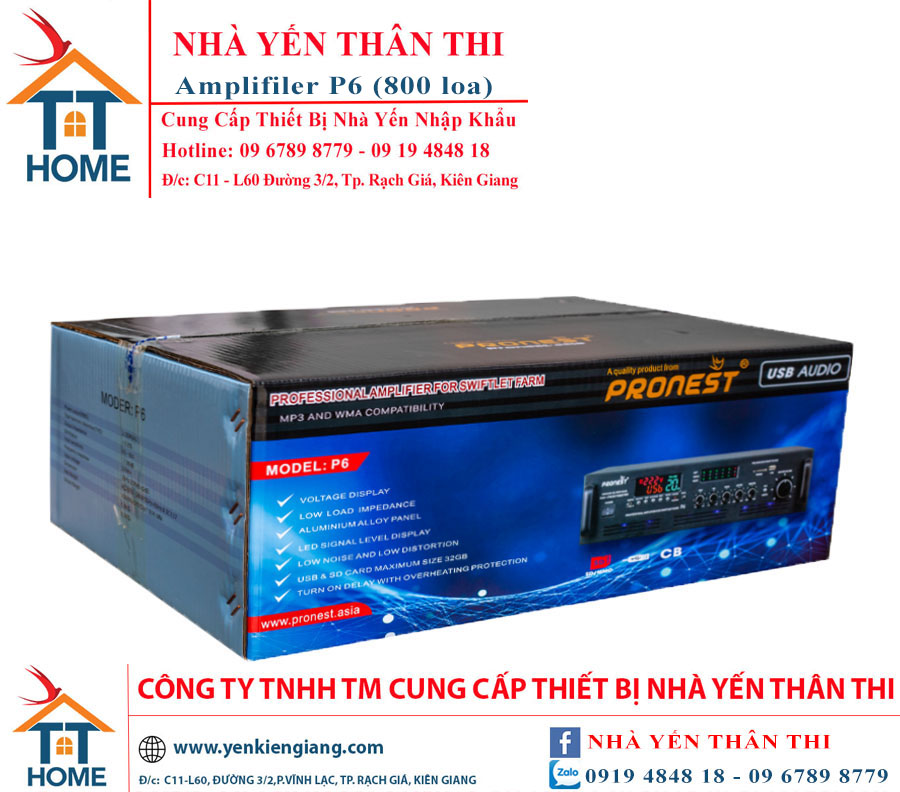 TT
HOME
NHÀ YẾN THÂN THI
Amplifiler P6 (800 loa)
Cung Cấp Thiết Bị Nhà Yến Nhập Khẩu
Hotline: 09 6789 8779 - 09 19 4848 18
Đ/c: C11 - L60 Đường 3/2, Tp. Rạch Giá, Kiên Giang
PRONEST
MODER: P6
PROFESSIONAL AMPLIFIER FOR SWIFTLET FARM
MP3 AND WMA COMPATIBILITY
A quality product from
PRONEST ®
USB AUDIO
MODEL: P6
VOLTAGE DISPLAY
LOW LOAD IMPEDANCE
ALUMINIUM ALLOY PANEL
LED SIGNAL LEVEL DISPLAY
LOW NOISE AND LOW DISTORTION
USB & SD CARD MAXIMUM SIZE 32GB
TURN ON DELAY WITH OVERHEATING PROTECTION
www.pronest.asia
PRONEST
CB
TT
HOME
CÔNG TY TNHH TM CUNG CẤP THIẾT BỊ NHÀ YẾN THÂN THI
www.yenkiengiang.com
Đ/c: C11-L60, ĐƯỜNG 3/2,P.VĨNH LẠC, TP. RẠCH GIÁ, KIÊN GIANG
f NHÀ YẾN THÂN THI
Zalo 0919 4848 18 - 09 6789 8779